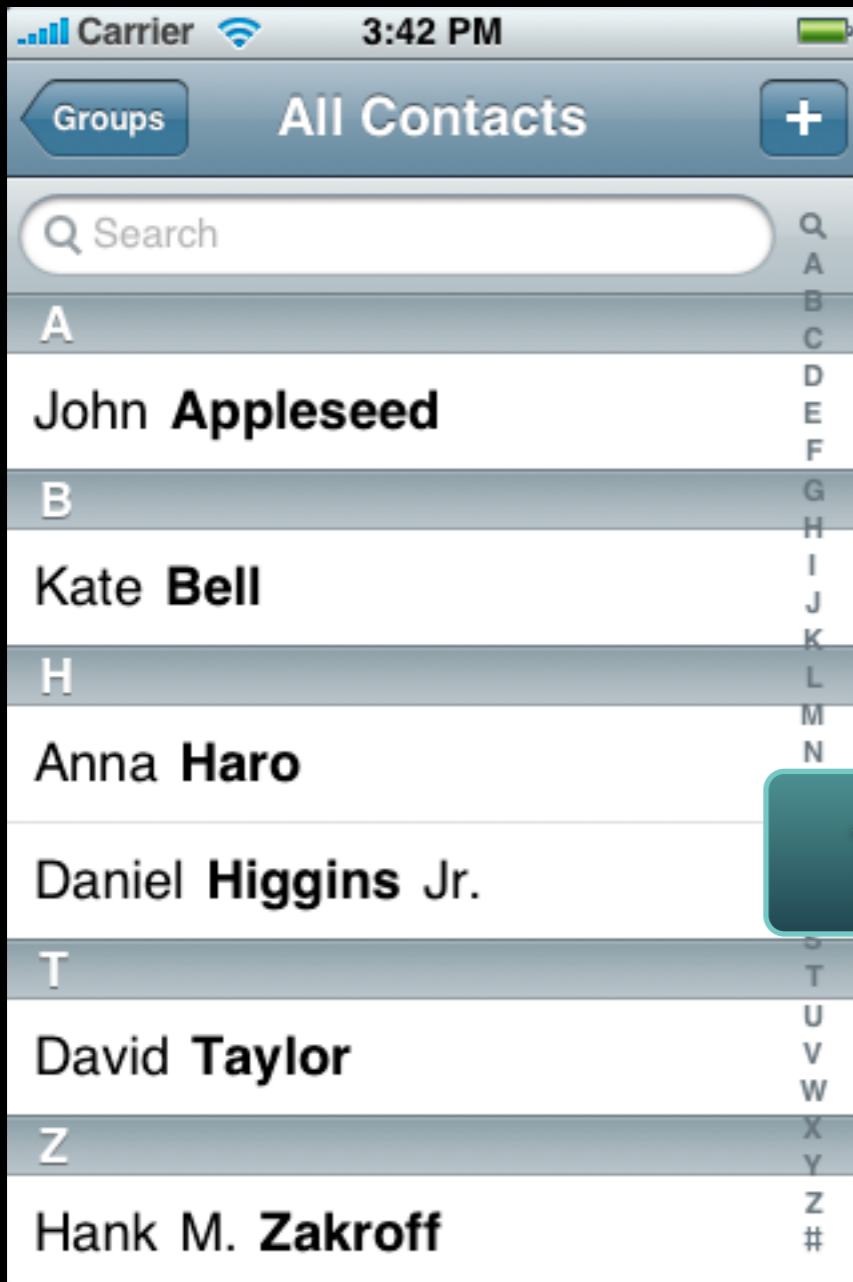 Carrier 3:42 PM
Groups All Contacts +
Search
A
John Appleseed
B
Kate Bell
H
Anna Haro
Daniel Higgins Jr.
T
David Taylor
Z
Hank M. Zakroff
A
B
C
D
E
F
G
H
I
J
K
L
M
N
S
T
U
V
W
X
Y
Z
#